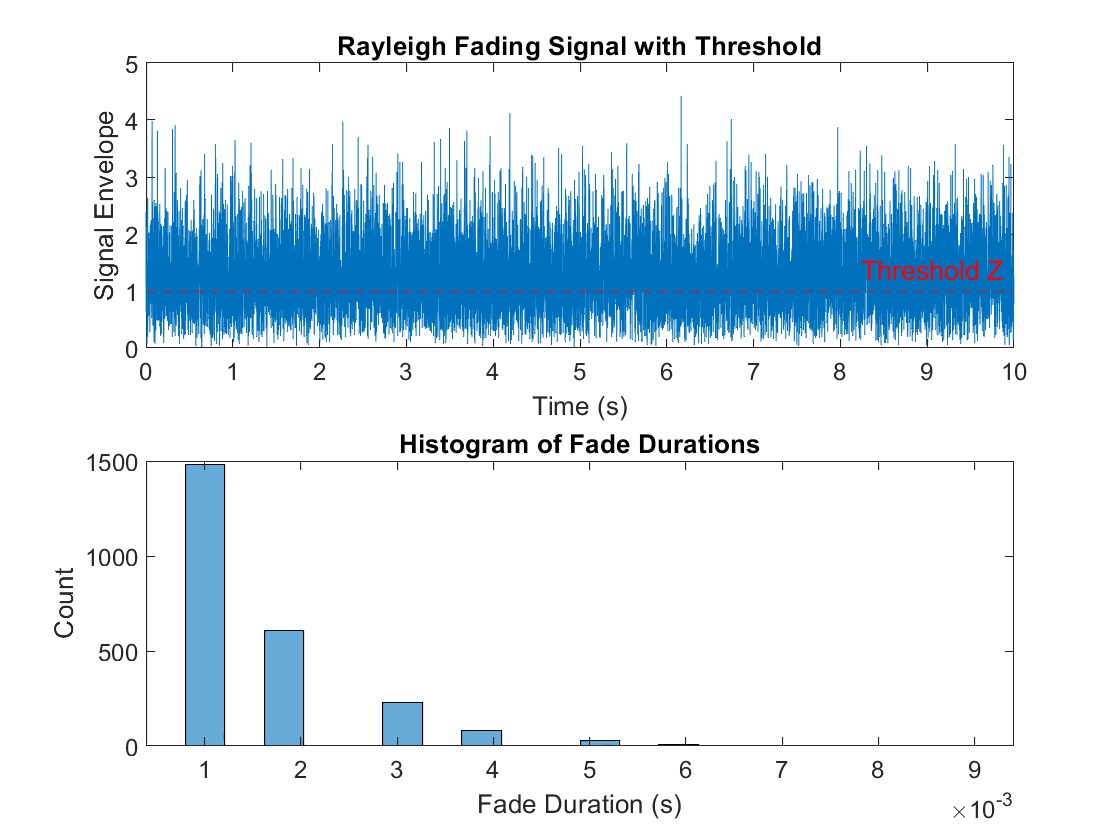 Rayleigh Fading Signal with Threshold
5
4
3
2
1
0
Signal Envelope
Threshold Z
0 1 2 3 4 5 6 7 8 9 10
Time (s)
Histogram of Fade Durations
1500
1000
500
0
Count
1 2 3 4 5 6 7 8 9
Fade Duration (s)
×10⁻³